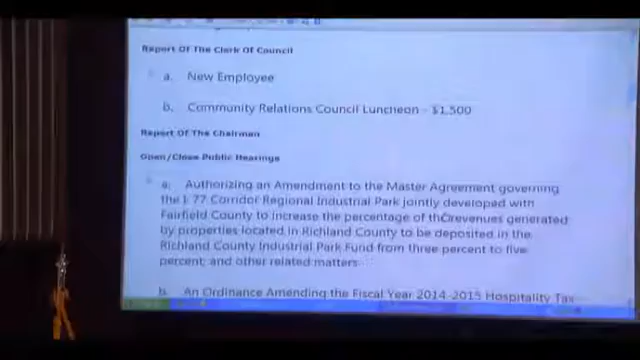 Report Of The Clerk Of Council
a. New Employee
b. Community Relations Council Luncheon - $1,500
Report Of The Chairman
Open/Close Public Hearings
a. Authorizing an Amendment to the Master Agreement governing
the I-77 Corridor Regional Industrial Park jointly developed with
Fairfield County to increase the percentage of the revenues generated
by properties located in Richland County to be deposited in the
Richland County Industrial Park Fund from three percent to five
percent; and other related matters
b. An Ordinance Amending the Fiscal Year 2014-2015 Hospitality Tax